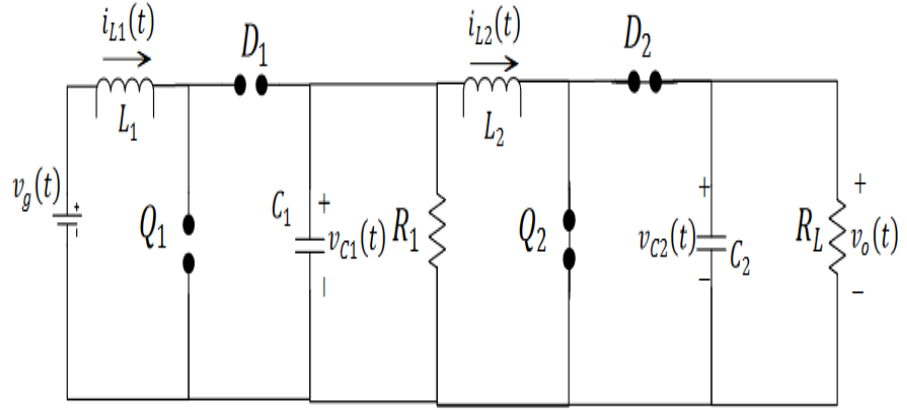 i_{L1}(t)
D_1
i_{L2}(t)
D_2
L_1
L_2
v_g(t)
+
-
Q_1
C_1
+
v_{C1}(t)
-
R_1
Q_2
+
v_{C2}(t)
-
C_2
R_L
+
v_o(t)
-